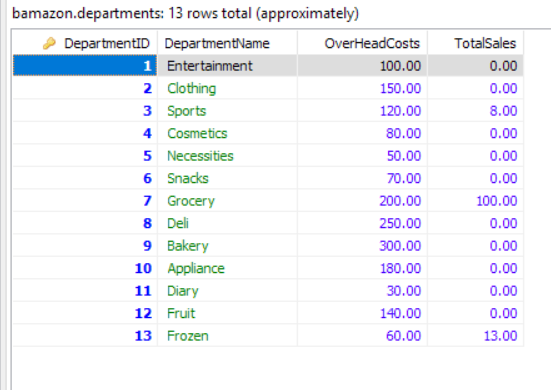 bamazon.departments: 13 rows total (approximately)
DepartmentID DepartmentName OverHeadCosts TotalSales
1 Entertainment 100.00 0.00
2 Clothing 150.00 0.00
3 Sports 120.00 8.00
4 Cosmetics 80.00 0.00
5 Necessities 50.00 0.00
6 Snacks 70.00 0.00
7 Grocery 200.00 100.00
8 Deli 250.00 0.00
9 Bakery 300.00 0.00
10 Appliance 180.00 0.00
11 Diary 30.00 0.00
12 Fruit 140.00 0.00
13 Frozen 60.00 13.00